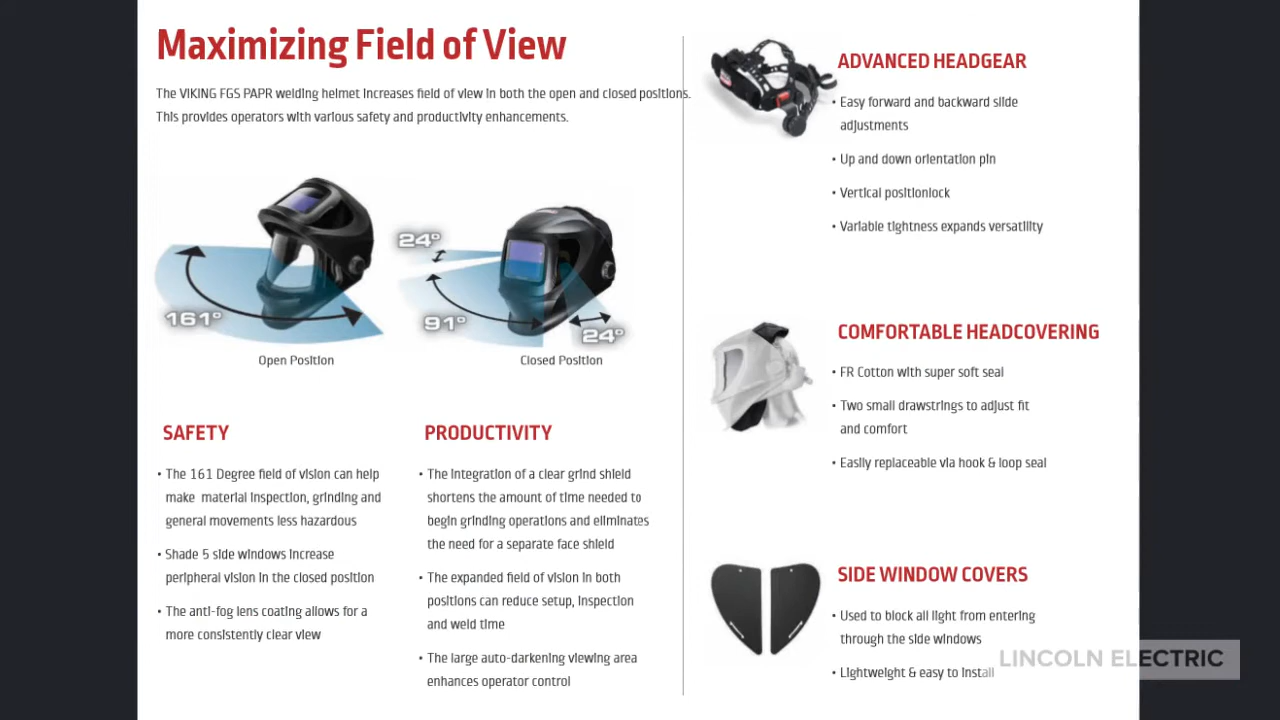 Maximizing Field of View
The VIKING FGS PAPR welding helmet increases field of view in both the open and closed positions.
This provides operators with various safety and productivity enhancements.
161°
Open Position
24°
91°
24°
Closed Position
SAFETY
• The 161 Degree field of vision can help
make material inspection, grinding and
general movements less hazardous
• Shade 5 side windows increase
peripheral vision in the closed position
• The anti-fog lens coating allows for a
more consistently clear view
PRODUCTIVITY
• The integration of a clear grind shield
shortens the amount of time needed to
begin grinding operations and eliminates
the need for a separate face shield
• The expanded field of vision in both
positions can reduce setup, inspection
and weld time
• The large auto-darkening viewing area
enhances operator control
ADVANCED HEADGEAR
• Easy forward and backward slide
adjustments
• Up and down orientation pin
• Vertical positionlock
• Variable tightness expands versatility
COMFORTABLE HEADCOVERING
• FR Cotton with super soft seal
• Two small drawstrings to adjust fit
and comfort
• Easily replaceable via hook & loop seal
SIDE WINDOW COVERS
• Used to block all light from entering
through the side windows
• Lightweight & easy to install
LINCOLN ELECTRIC